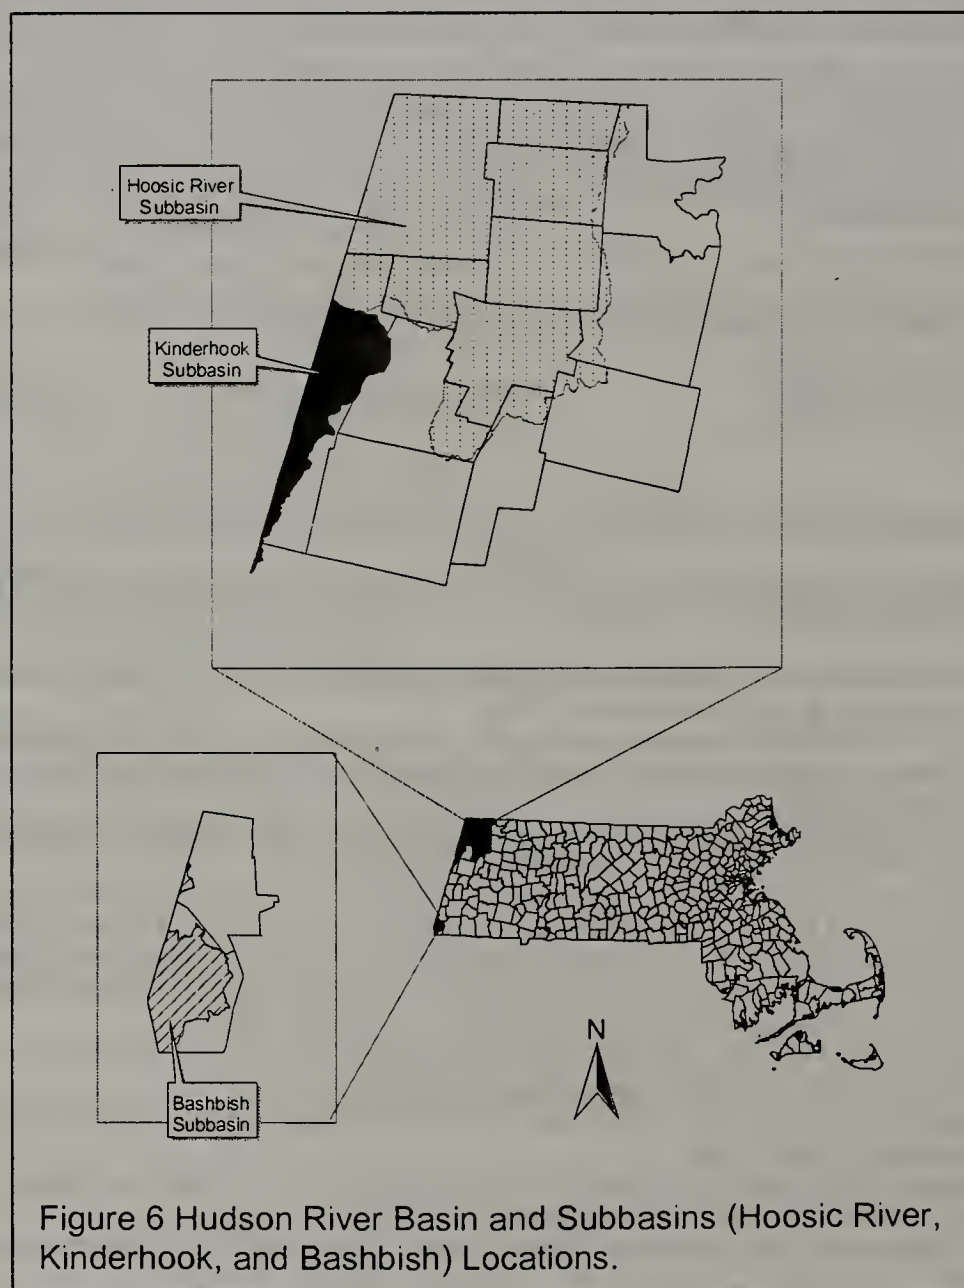 Hoosic River
Subbasin
Kinderhook
Subbasin
N
Bashbish
Subbasin
Figure 6 Hudson River Basin and Subbasins (Hoosic River,
Kinderhook, and Bashbish) Locations.